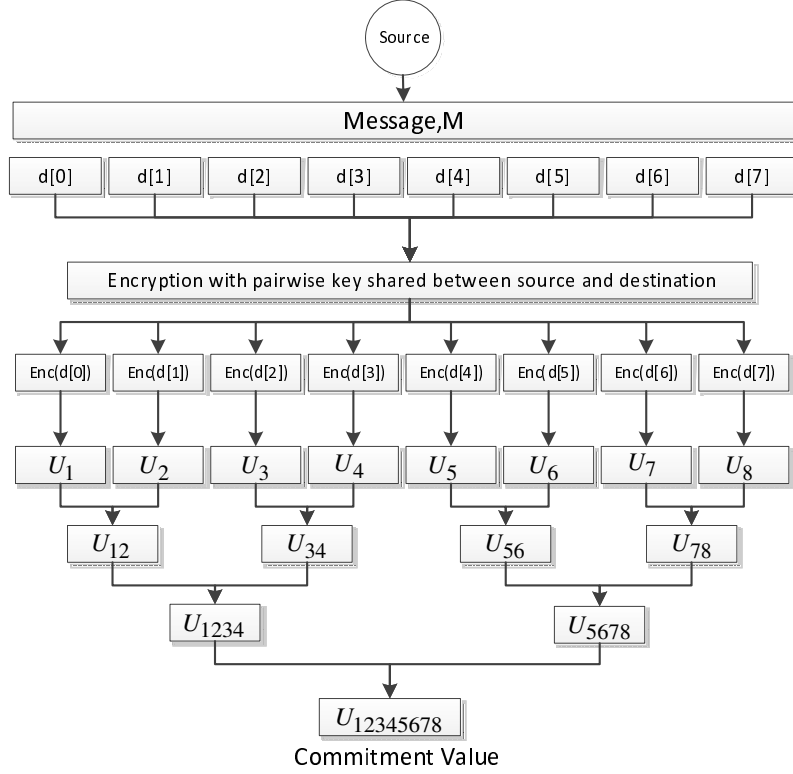 Source
Message,M
d[0] d[1] d[2] d[3] d[4] d[5] d[6] d[7]
Encryption with pairwise key shared between source and destination
Enc(d[0]) Enc(d[1]) Enc(d[2]) Enc(d[3]) Enc(d[4]) Enc(d[5]) Enc(d[6]) Enc(d[7])
U1 U2 U3 U4 U5 U6 U7 U8
U12 U34 U56 U78
U1234 U5678
U12345678
Commitment Value